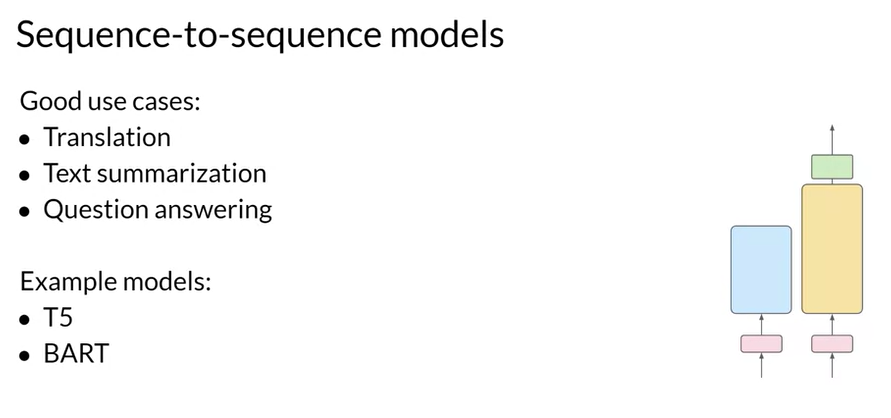 Sequence-to-sequence models
Good use cases:
• Translation
• Text summarization
• Question answering
Example models:
• T5
• BART